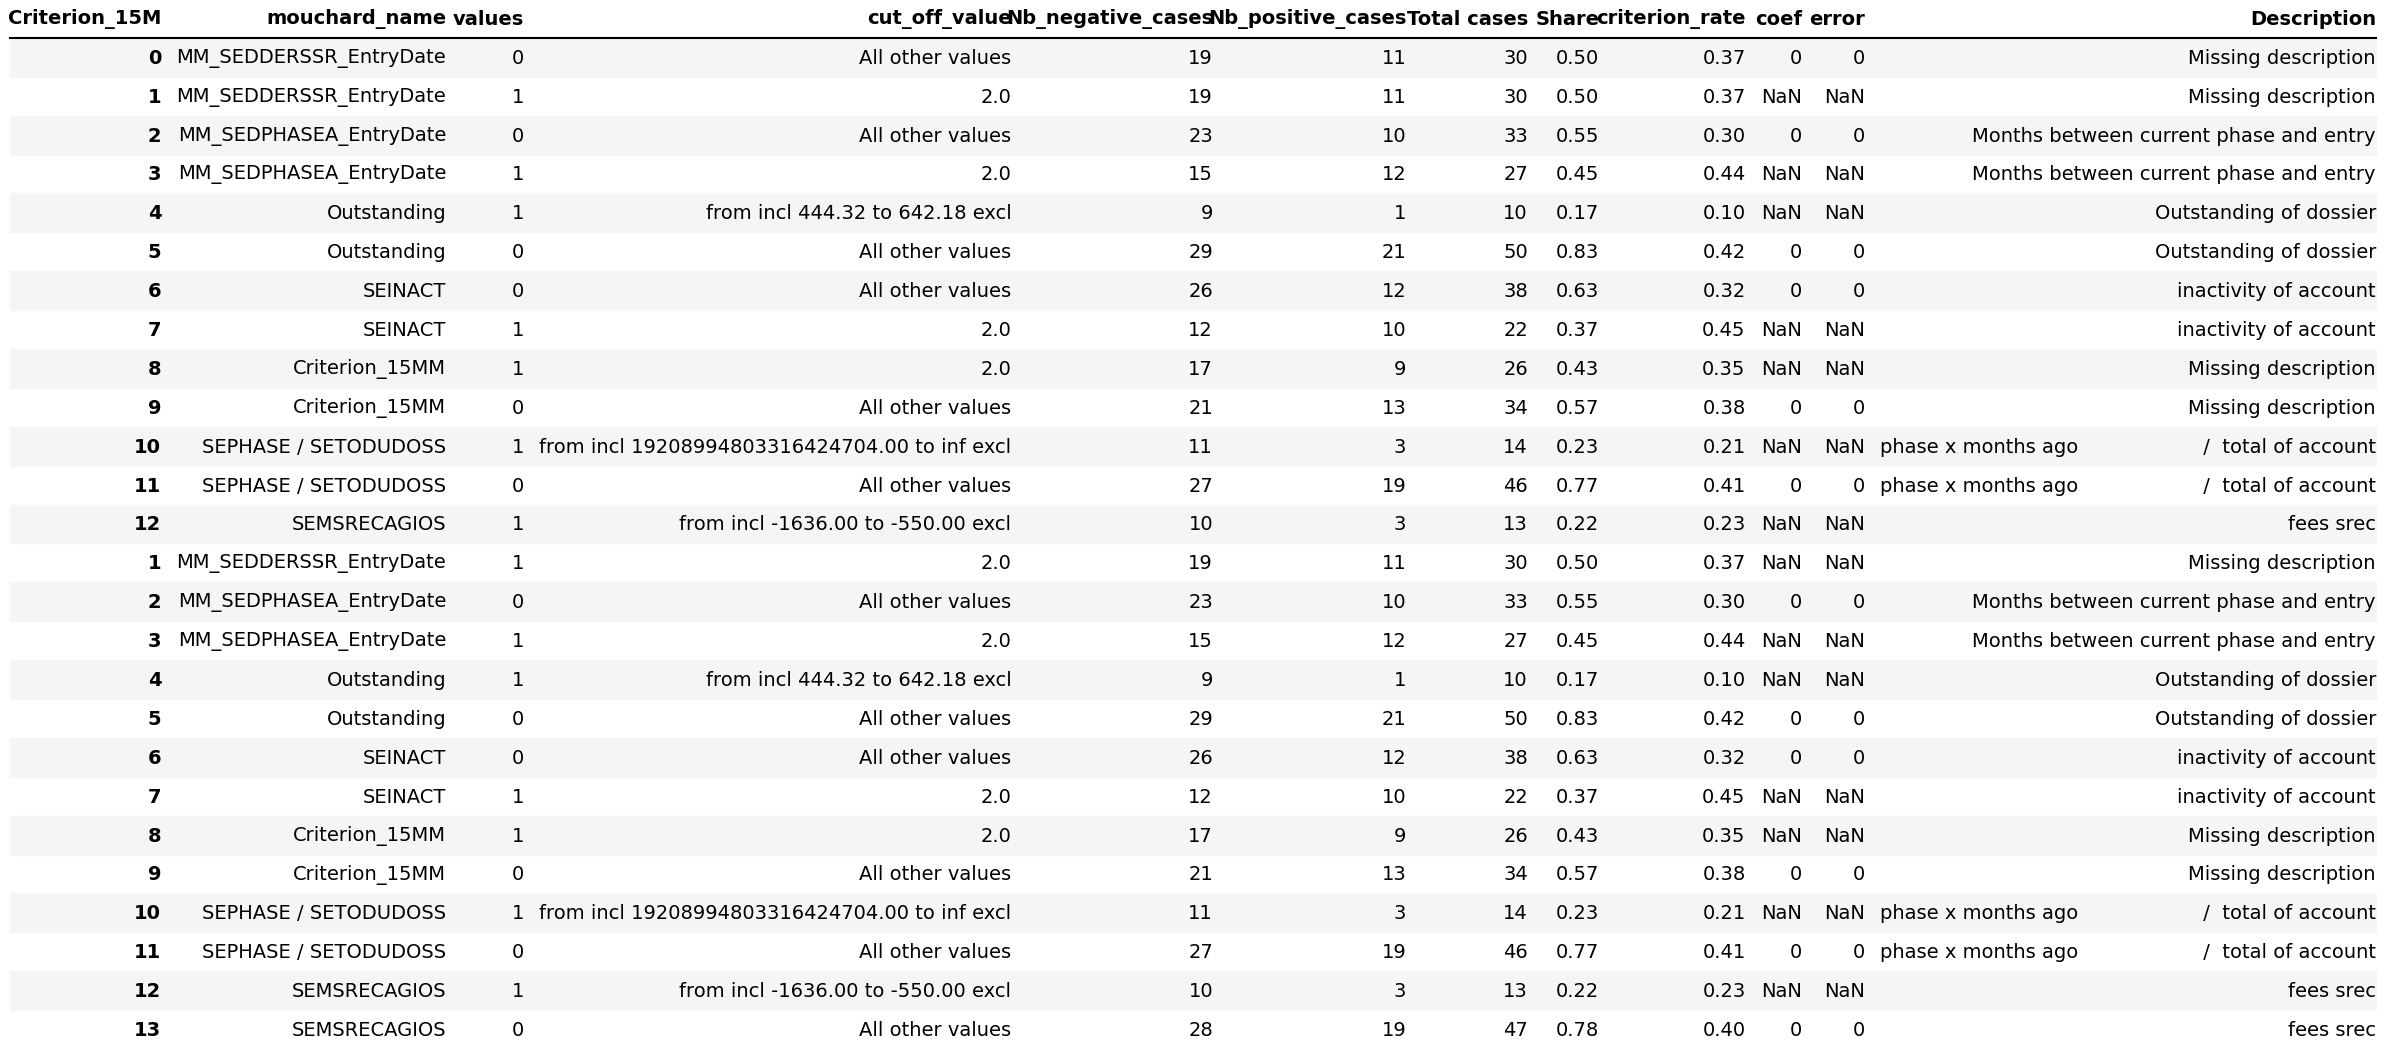 Criterion_15M mouchard_name values cut_off_value Nb_negative_cases Nb_positive_cases Total cases Share criterion_rate coef error Description
0 MM_SEDDERSSR_EntryDate 0 All other values 19 11 30 0.50 0.37 0 0 Missing description
1 MM_SEDDERSSR_EntryDate 1 2.0 19 11 30 0.50 0.37 NaN NaN Missing description
2 MM_SEDPHASEA_EntryDate 0 All other values 23 10 33 0.55 0.30 0 0 Months between current phase and entry
3 MM_SEDPHASEA_EntryDate 1 2.0 15 12 27 0.45 0.44 NaN NaN Months between current phase and entry
4 Outstanding 1 from incl 444.32 to 642.18 excl 9 1 10 0.17 0.10 NaN NaN Outstanding of dossier
5 Outstanding 0 All other values 29 21 50 0.83 0.42 0 0 Outstanding of dossier
6 SEINACT 0 All other values 26 12 38 0.63 0.32 0 0 inactivity of account
7 SEINACT 1 2.0 12 10 22 0.37 0.45 NaN NaN inactivity of account
8 Criterion_15MM 1 2.0 17 9 26 0.43 0.35 NaN NaN Missing description
9 Criterion_15MM 0 All other values 21 13 34 0.57 0.38 0 0 Missing description
10 SEPHASE / SETODUDOSS 1 from incl 19208994803316424704.00 to inf excl 11 3 14 0.23 0.21 NaN NaN phase x months ago / total of account
11 SEPHASE / SETODUDOSS 0 All other values 27 19 46 0.77 0.41 0 0 phase x months ago / total of account
12 SEMSRECAGIOS 1 from incl -1636.00 to -550.00 excl 10 3 13 0.22 0.23 NaN NaN fees srec
1 MM_SEDDERSSR_EntryDate 1 2.0 19 11 30 0.50 0.37 NaN NaN Missing description
2 MM_SEDPHASEA_EntryDate 0 All other values 23 10 33 0.55 0.30 0 0 Months between current phase and entry
3 MM_SEDPHASEA_EntryDate 1 2.0 15 12 27 0.45 0.44 NaN NaN Months between current phase and entry
4 Outstanding 1 from incl 444.32 to 642.18 excl 9 1 10 0.17 0.10 NaN NaN Outstanding of dossier
5 Outstanding 0 All other values 29 21 50 0.83 0.42 0 0 Outstanding of dossier
6 SEINACT 0 All other values 26 12 38 0.63 0.32 0 0 inactivity of account
7 SEINACT 1 2.0 12 10 22 0.37 0.45 NaN NaN inactivity of account
8 Criterion_15MM 1 2.0 17 9 26 0.43 0.35 NaN NaN Missing description
9 Criterion_15MM 0 All other values 21 13 34 0.57 0.38 0 0 Missing description
10 SEPHASE / SETODUDOSS 1 from incl 19208994803316424704.00 to inf excl 11 3 14 0.23 0.21 NaN NaN phase x months ago / total of account
11 SEPHASE / SETODUDOSS 0 All other values 27 19 46 0.77 0.41 0 0 phase x months ago / total of account
12 SEMSRECAGIOS 1 from incl -1636.00 to -550.00 excl 10 3 13 0.22 0.23 NaN NaN fees srec
13 SEMSRECAGIOS 0 All other values 28 19 47 0.78 0.40 0 0 fees srec